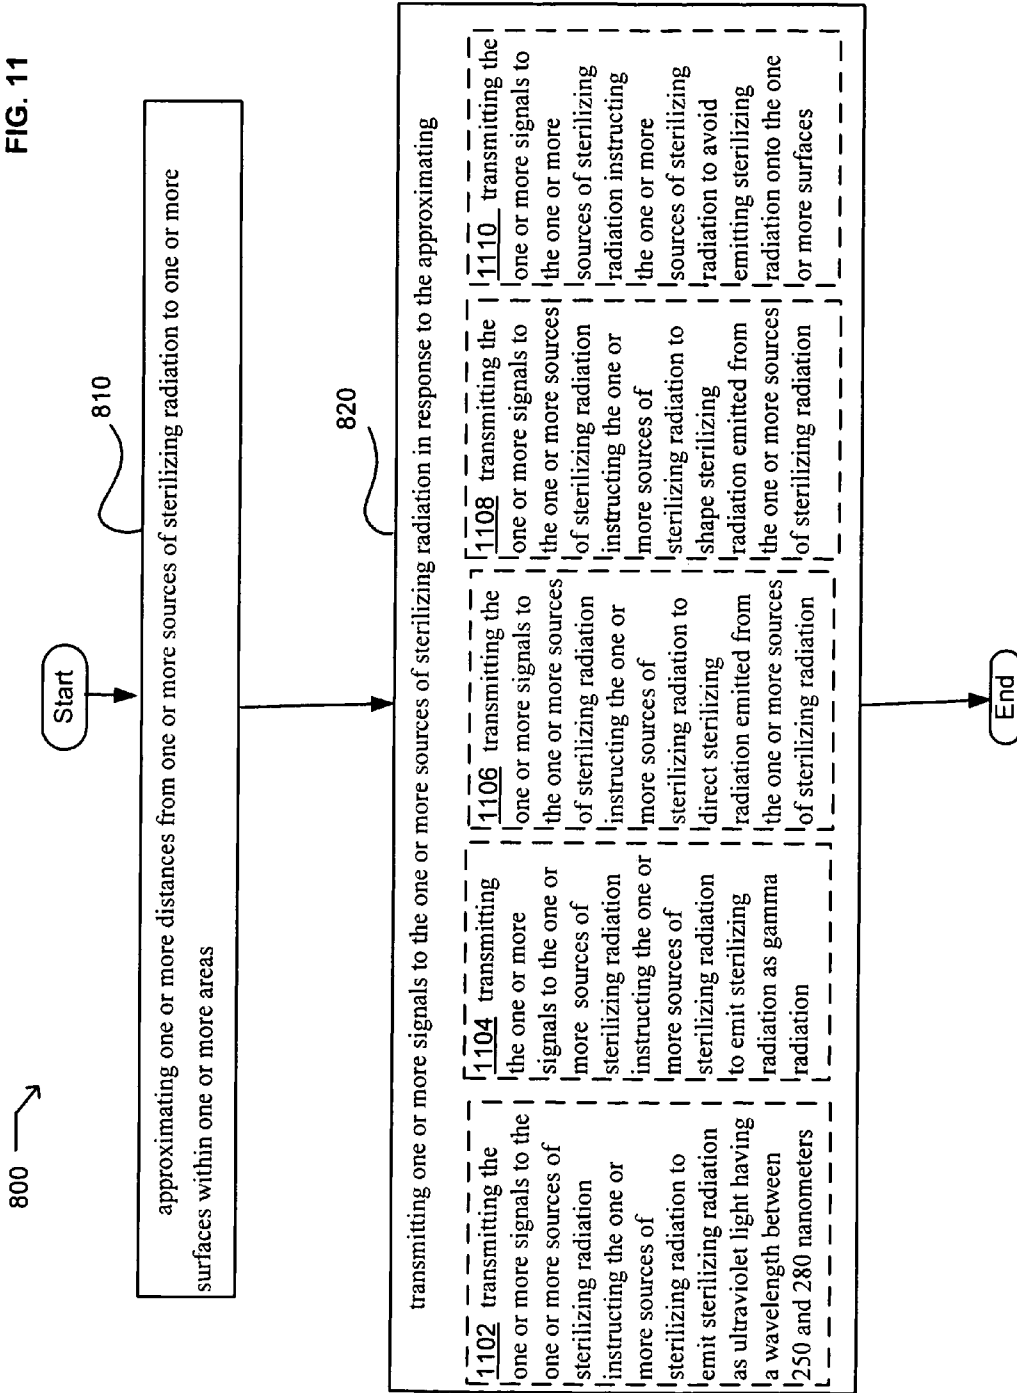 FIG. 11
800
Start
810
approximating one or more distances from one or more sources of sterilizing radiation to one or more
surfaces within one or more areas
820
transmitting one or more signals to the one or more sources of sterilizing radiation in response to the approximating
1102 transmitting the
one or more signals to the
one or more sources of
sterilizing radiation
instructing the one or
more sources of
sterilizing radiation to
emit sterilizing radiation
as ultraviolet light having
a wavelength between
250 and 280 nanometers
1104 transmitting
the one or more
signals to the one or
more sources of
sterilizing radiation
instructing the one or
more sources of
sterilizing radiation
to emit sterilizing
radiation as gamma
radiation
1106 transmitting the
one or more signals to
the one or more sources
of sterilizing radiation
instructing the one or
more sources of
sterilizing radiation to
direct sterilizing
radiation emitted from
the one or more sources
of sterilizing radiation
1108 transmitting the
one or more signals to
the one or more sources
of sterilizing radiation
instructing the one or
more sources of
sterilizing radiation to
shape sterilizing
radiation emitted from
the one or more sources
of sterilizing radiation
1110 transmitting the
one or more signals to
the one or more
sources of sterilizing
radiation instructing
the one or more
sources of sterilizing
radiation to avoid
emitting sterilizing
radiation onto the one
or more surfaces
End